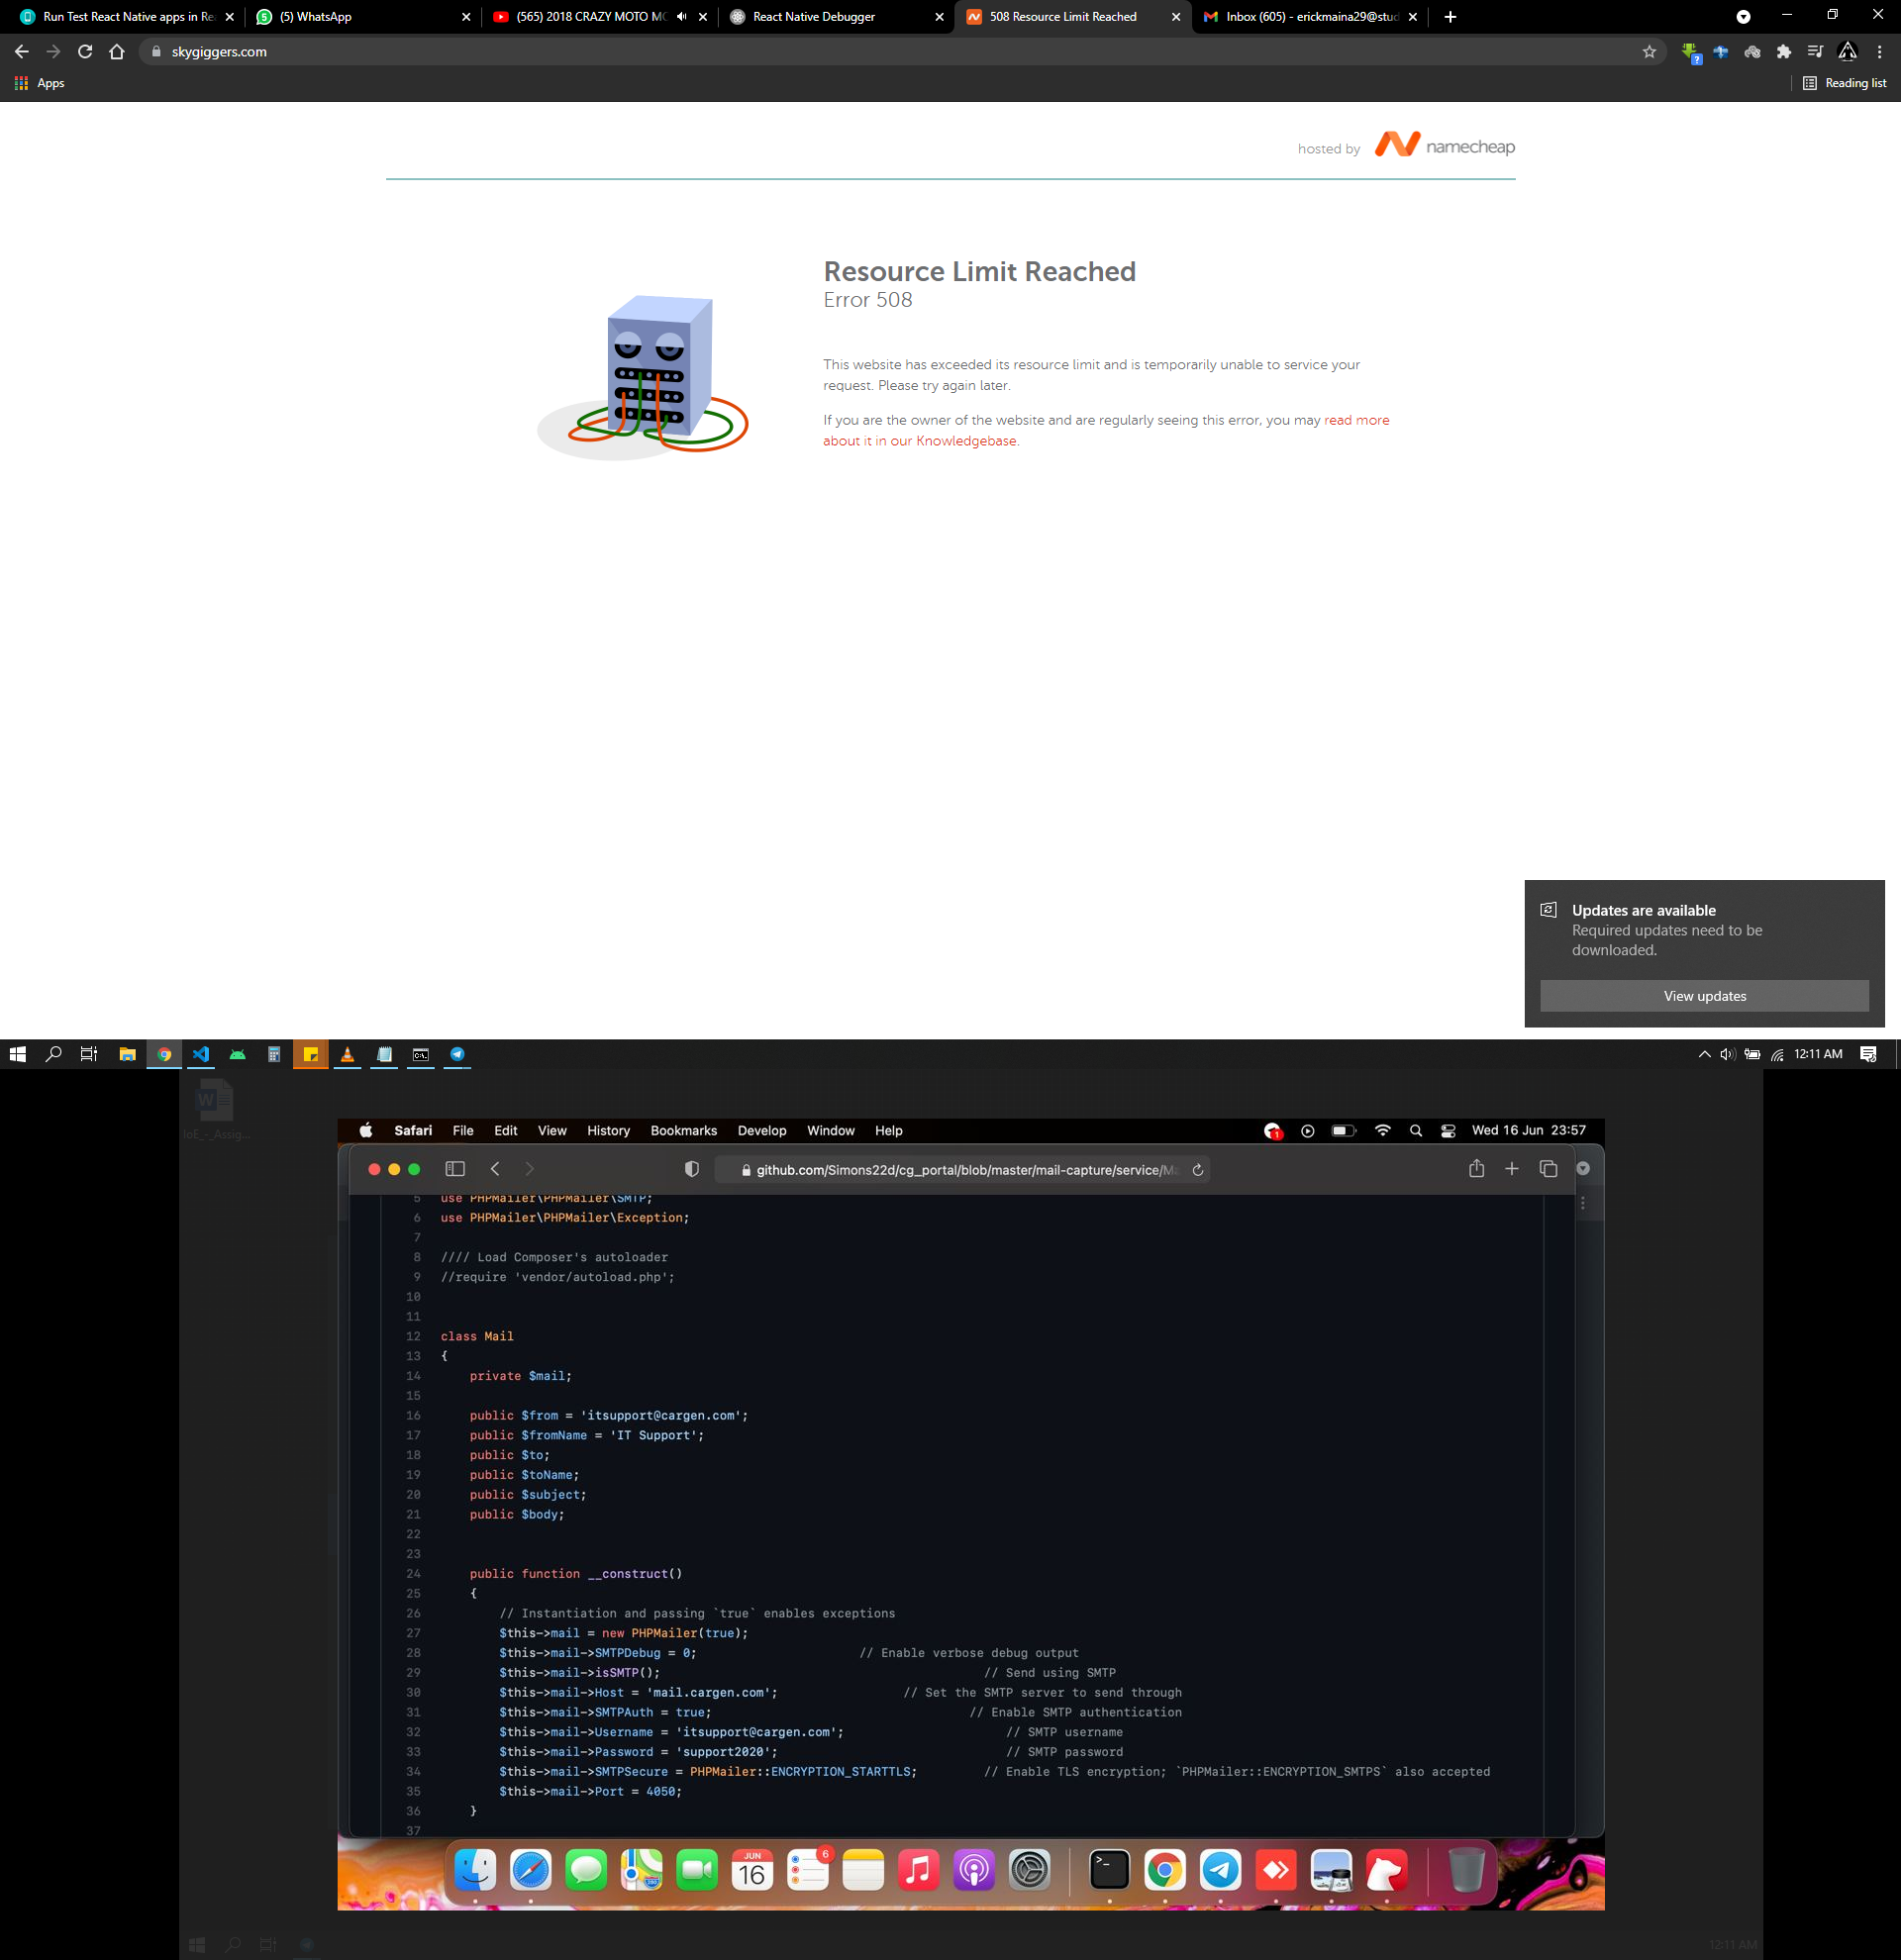 Run Test React Native apps in Re
(5) WhatsApp
(565) 2018 CRAZY MOTO MO
React Native Debugger
508 Resource Limit Reached
Inbox (605) - erickmaina29@stud
skygiggers.com
Apps
Reading list
hosted by namecheap
Resource Limit Reached
Error 508
This website has exceeded its resource limit and is temporarily unable to service your
request. Please try again later.
If you are the owner of the website and are regularly seeing this error, you may read more
about it in our Knowledgebase.
Updates are available
Required updates need to be
downloaded.
View updates
12:11 AM
IoE_-_Assig...
Safari File Edit View History Bookmarks Develop Window Help
1
Wed 16 Jun 23:57
github.com/Simons22d/cg_portal/blob/master/mail-capture/service/Ma
5 use PHPMailer\PHPMailer\SMTP;
6 use PHPMailer\PHPMailer\Exception;
7
8 //// Load Composer's autoloader
9 //require 'vendor/autoload.php';
10
11
12 class Mail
13 {
14 private $mail;
15
16 public $from = 'itsupport@cargen.com';
17 public $fromName = 'IT Support';
18 public $to;
19 public $toName;
20 public $subject;
21 public $body;
22
23
24 public function __construct()
25 {
26 // Instantiation and passing `true` enables exceptions
27 $this->mail = new PHPMailer(true);
28 $this->mail->SMTPDebug = 0; // Enable verbose debug output
29 $this->mail->isSMTP(); // Send using SMTP
30 $this->mail->Host = 'mail.cargen.com'; // Set the SMTP server to send through
31 $this->mail->SMTPAuth = true; // Enable SMTP authentication
32 $this->mail->Username = 'itsupport@cargen.com'; // SMTP username
33 $this->mail->Password = 'support2020'; // SMTP password
34 $this->mail->SMTPSecure = PHPMailer::ENCRYPTION_STARTTLS; // Enable TLS encryption; `PHPMailer::ENCRYPTION_SMTPS` also accepted
35 $this->mail->Port = 4050;
36 }
37
JUN
16
6
12:11 AM